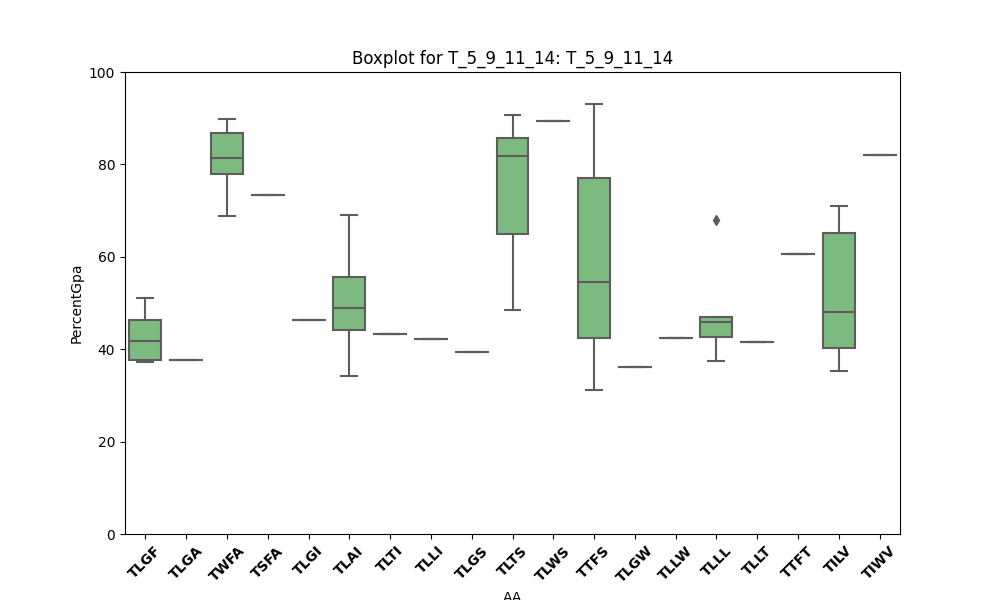 Boxplot for T_5_9_11_14: T_5_9_11_14
PercentGpa
100
80
60
40
20
0
TLGF TLGA TWFA TSFA TLGI TLAI TLTI TLLI TLGS TLTS TLWS TTFS TLGW TLLW TLLL TLLT TTFT TILV TIWV
AA